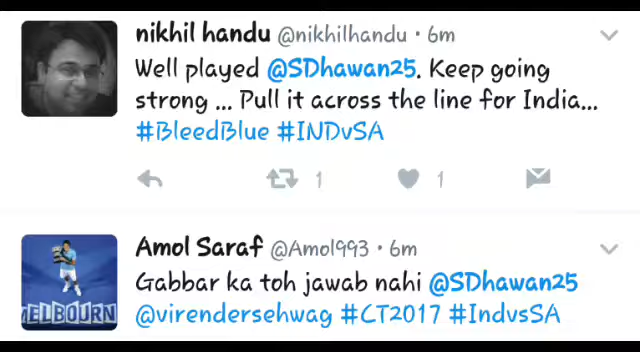 nikhil handu @nikhilhandu · 6m
Well played @SDhawan25. Keep going
strong ... Pull it across the line for India...
#BleedBlue #INDvSA
1 1
Amol Saraf @Amol993 · 6m
Gabbar ka toh jawab nahi @SDhawan25
@virendersehwag #CT2017 #IndvsSA
ELBOURN